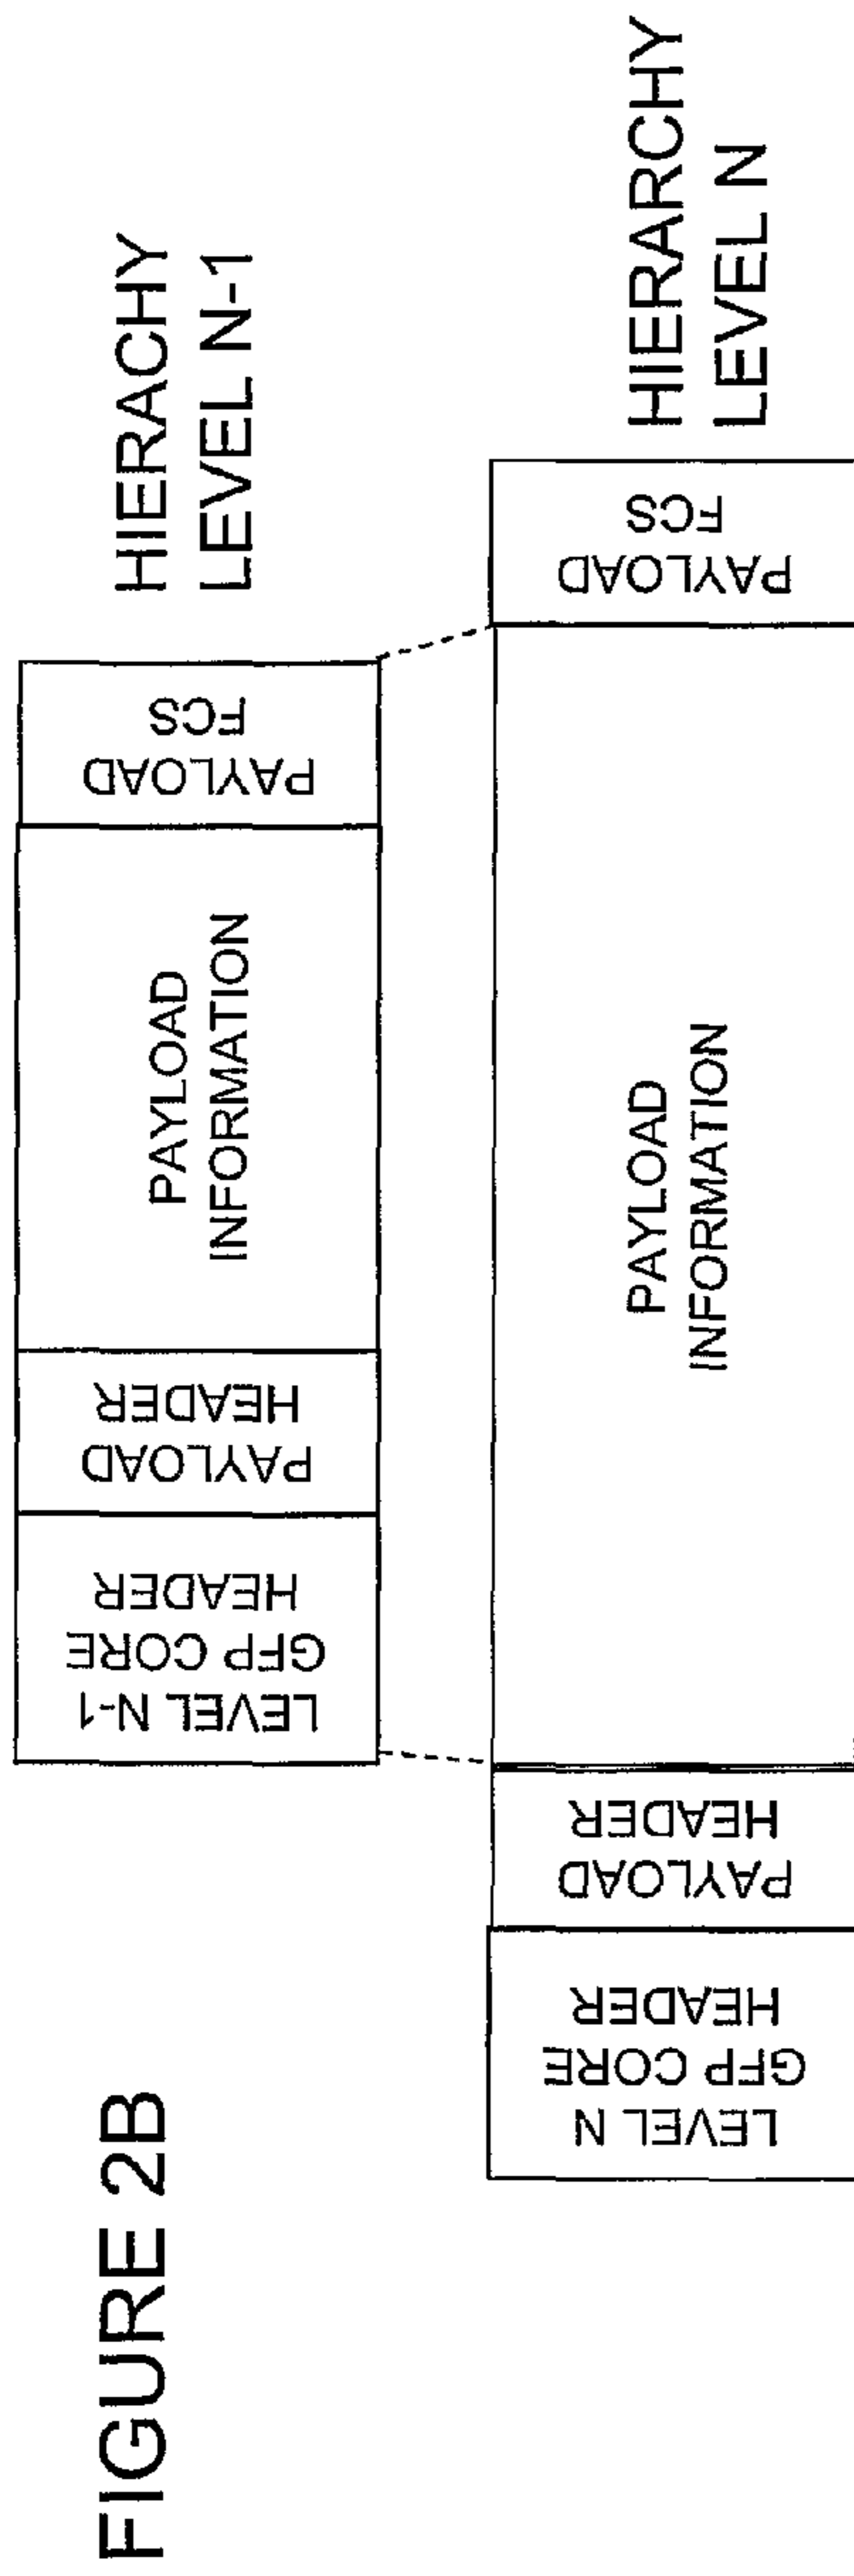 FIGURE 2B
LEVEL N-1
GFP CORE
HEADER
PAYLOAD
HEADER
PAYLOAD
INFORMATION
PAYLOAD
FCS
HIERACHY
LEVEL N-1
LEVEL N
GFP CORE
HEADER
PAYLOAD
HEADER
PAYLOAD
INFORMATION
PAYLOAD
FCS
HIERARCHY
LEVEL N